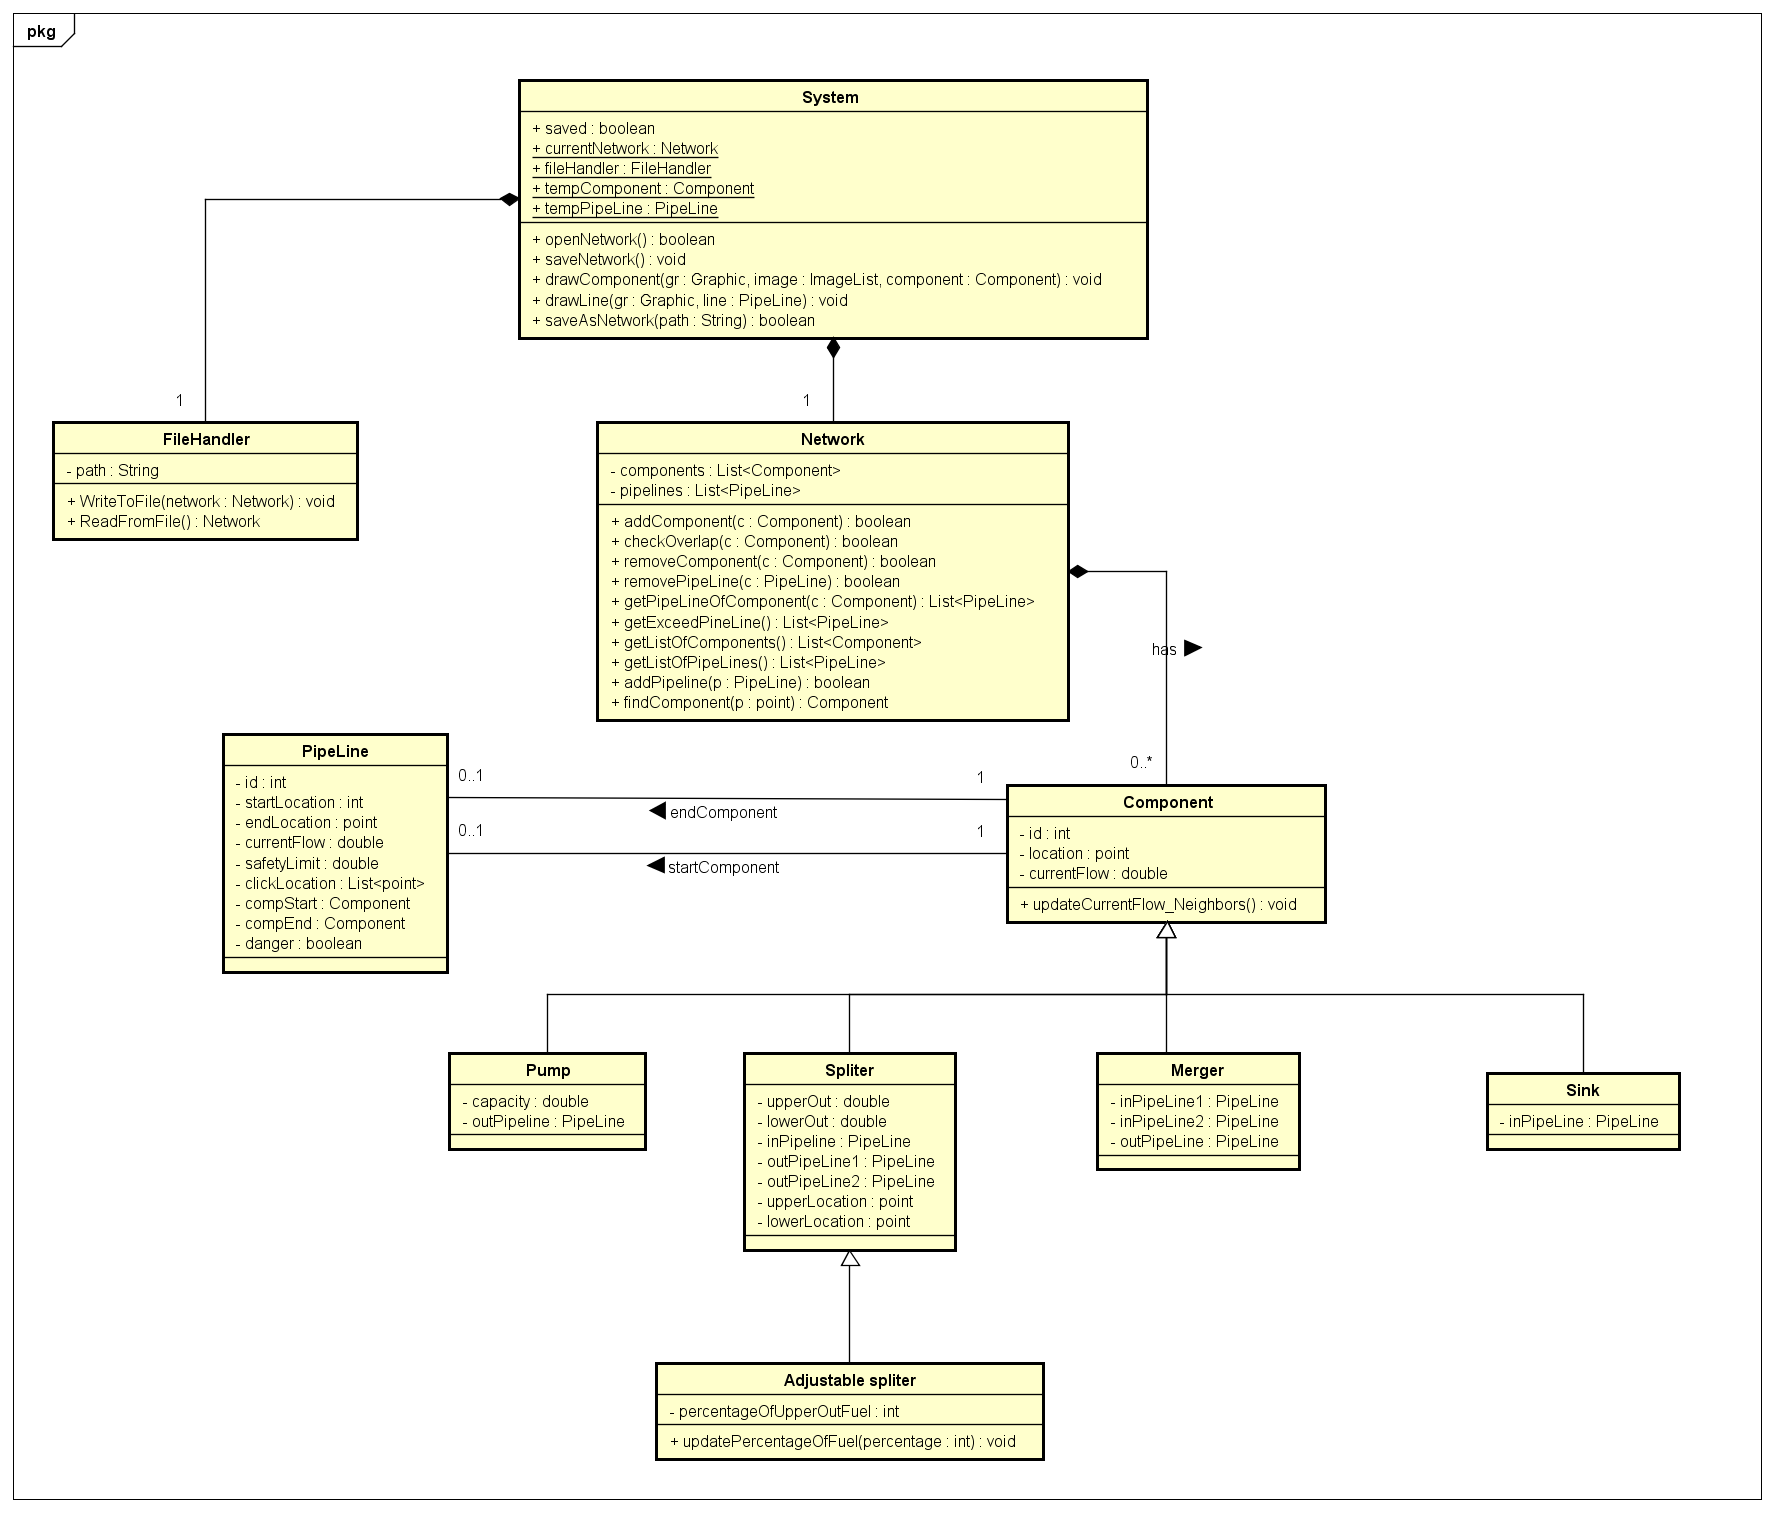 pkg
System
+ saved : boolean
+ currentNetwork : Network
+ fileHandler : FileHandler
+ tempComponent : Component
+ tempPipeLine : PipeLine
+ openNetwork() : boolean
+ saveNetwork() : void
+ drawComponent(gr : Graphic, image : ImageList, component : Component) : void
+ drawLine(gr : Graphic, line : PipeLine) : void
+ saveAsNetwork(path : String) : boolean
1
1
FileHandler
- path : String
+ WriteToFile(network : Network) : void
+ ReadFromFile() : Network
Network
- components : List<Component>
- pipelines : List<PipeLine>
+ addComponent(c : Component) : boolean
+ checkOverlap(c : Component) : boolean
+ removeComponent(c : Component) : boolean
+ removePipeLine(c : PipeLine) : boolean
+ getPipeLineOfComponent(c : Component) : List<PipeLine>
+ getExceedPineLine() : List<PipeLine>
+ getListOfComponents() : List<Component>
+ getListOfPipeLines() : List<PipeLine>
+ addPipeline(p : PipeLine) : boolean
+ findComponent(p : point) : Component
has
0..*
PipeLine
- id : int
- startLocation : int
- endLocation : point
- currentFlow : double
- safetyLimit : double
- clickLocation : List<point>
- compStart : Component
- compEnd : Component
- danger : boolean
0..1
1
endComponent
0..1
1
startComponent
Component
- id : int
- location : point
- currentFlow : double
+ updateCurrentFlow_Neighbors() : void
Pump
- capacity : double
- outPipeline : PipeLine
Spliter
- upperOut : double
- lowerOut : double
- inPipeline : PipeLine
- outPipeLine1 : PipeLine
- outPipeLine2 : PipeLine
- upperLocation : point
- lowerLocation : point
Merger
- inPipeLine1 : PipeLine
- inPipeLine2 : PipeLine
- outPipeLine : PipeLine
Sink
- inPipeLine : PipeLine
Adjustable spliter
- percentageOfUpperOutFuel : int
+ updatePercentageOfFuel(percentage : int) : void